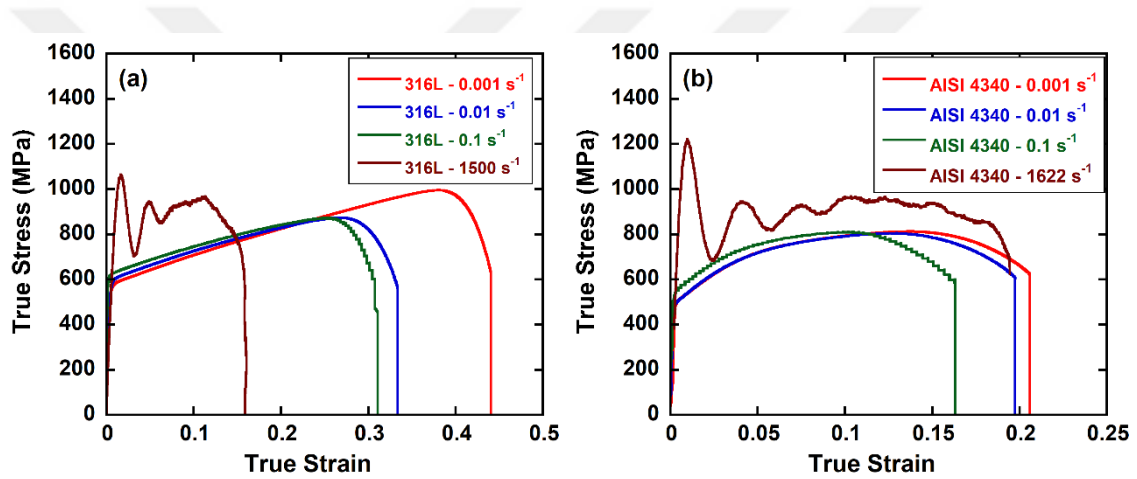 (a)
316L - 0.001 s⁻¹
316L - 0.01 s⁻¹
316L - 0.1 s⁻¹
316L - 1500 s⁻¹
True Stress (MPa)
1600
1400
1200
1000
800
600
400
200
0
0 0.1 0.2 0.3 0.4 0.5
True Strain
(b)
AISI 4340 - 0.001 s⁻¹
AISI 4340 - 0.01 s⁻¹
AISI 4340 - 0.1 s⁻¹
AISI 4340 - 1622 s⁻¹
True Stress (MPa)
1600
1400
1200
1000
800
600
400
200
0
0 0.05 0.1 0.15 0.2 0.25
True Strain